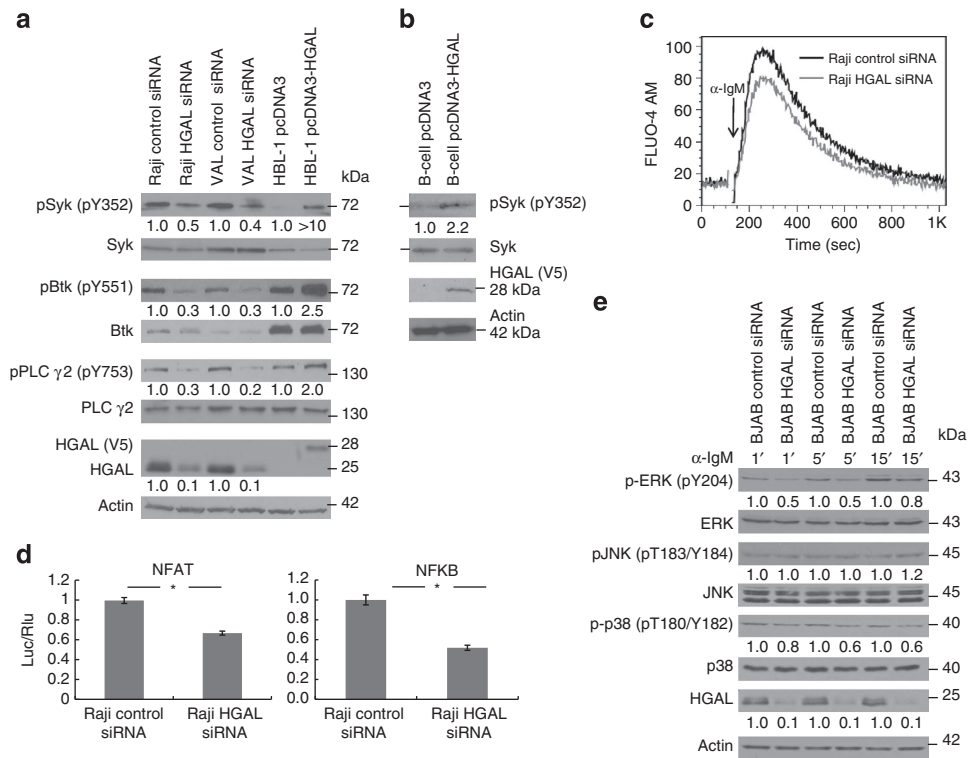 a
Raji control siRNA
Raji HGAL siRNA
VAL control siRNA
VAL HGAL siRNA
HBL-1 pcDNA3
HBL-1 pcDNA3-HGAL
kDa
pSyk (pY352)
72
1.0 0.5 1.0 0.4 1.0 >10
Syk
72
pBtk (pY551)
72
1.0 0.3 1.0 0.3 1.0 2.5
Btk
72
pPLC γ2 (pY753)
130
1.0 0.3 1.0 0.2 1.0 2.0
PLC γ2
130
HGAL (V5)
28
HGAL
25
1.0 0.1 1.0 0.1
Actin
42
b
B-cell pcDNA3
B-cell pcDNA3-HGAL
pSyk (pY352)
1.0 2.2
Syk
HGAL (V5)
28 kDa
Actin
42 kDa
c
Raji control siRNA
Raji HGAL siRNA
α-IgM
FLUO-4 AM
100
80
60
40
20
0
0 200 400 600 800 1K
Time (sec)
d
NFAT
*
Luc/Rlu
1.2
1
0.8
0.6
0.4
0.2
0
Raji control siRNA
Raji HGAL siRNA
NFKB
*
1.2
1.0
0.8
0.6
0.4
0.2
0.0
Raji control siRNA
Raji HGAL siRNA
e
BJAB control siRNA
BJAB HGAL siRNA
BJAB control siRNA
BJAB HGAL siRNA
BJAB control siRNA
BJAB HGAL siRNA
kDa
α-IgM 1′ 1′ 5′ 5′ 15′ 15′
p-ERK (pY204)
43
1.0 0.5 1.0 0.5 1.0 0.8
ERK
43
pJNK (pT183/Y184)
45
1.0 1.0 1.0 1.0 1.0 1.2
JNK
45
p-p38 (pT180/Y182)
40
1.0 0.8 1.0 0.6 1.0 0.6
p38
40
HGAL
25
1.0 0.1 1.0 0.1 1.0 0.1
Actin
42